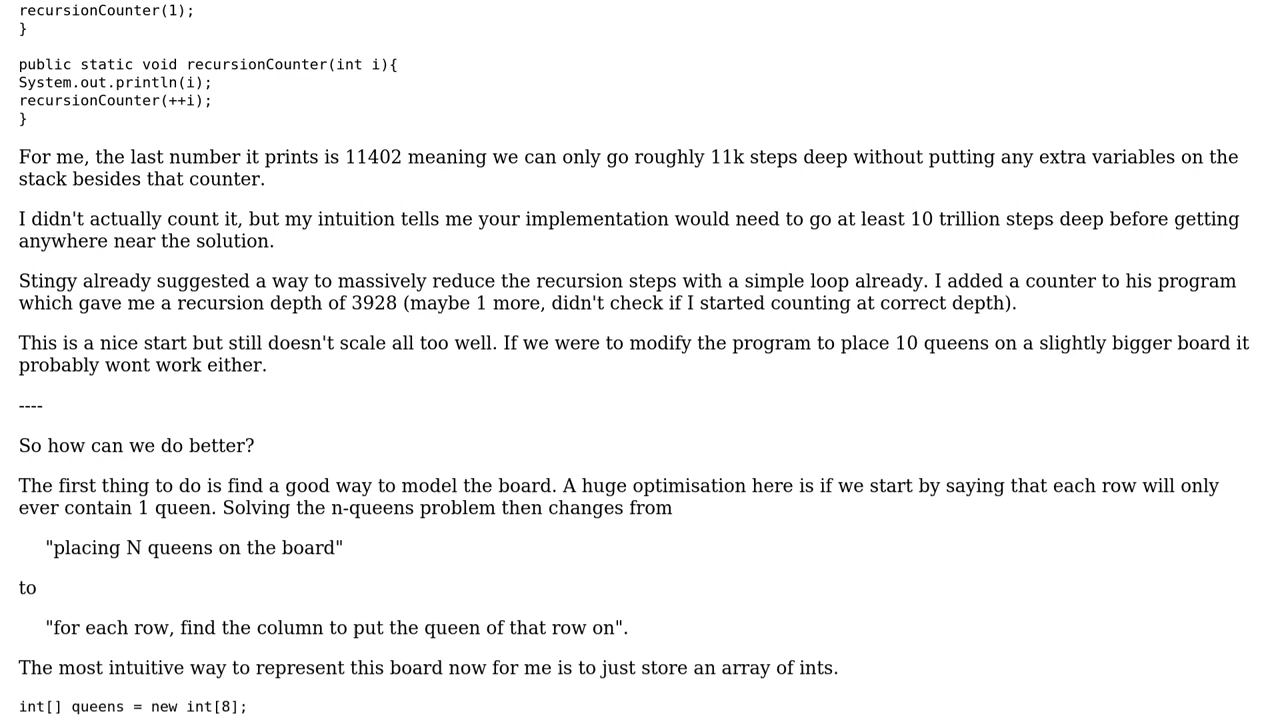 recursionCounter(1);
}
public static void recursionCounter(int i){
System.out.println(i);
recursionCounter(++i);
}
For me, the last number it prints is 11402 meaning we can only go roughly 11k steps deep without putting any extra variables on the
stack besides that counter.
I didn't actually count it, but my intuition tells me your implementation would need to go at least 10 trillion steps deep before getting
anywhere near the solution.
Stingy already suggested a way to massively reduce the recursion steps with a simple loop already. I added a counter to his program
which gave me a recursion depth of 3928 (maybe 1 more, didn't check if I started counting at correct depth).
This is a nice start but still doesn't scale all too well. If we were to modify the program to place 10 queens on a slightly bigger board it
probably wont work either.
----
So how can we do better?
The first thing to do is find a good way to model the board. A huge optimisation here is if we start by saying that each row will only
ever contain 1 queen. Solving the n-queens problem then changes from
"placing N queens on the board"
to
"for each row, find the column to put the queen of that row on".
The most intuitive way to represent this board now for me is to just store an array of ints.
int[] queens = new int[8];